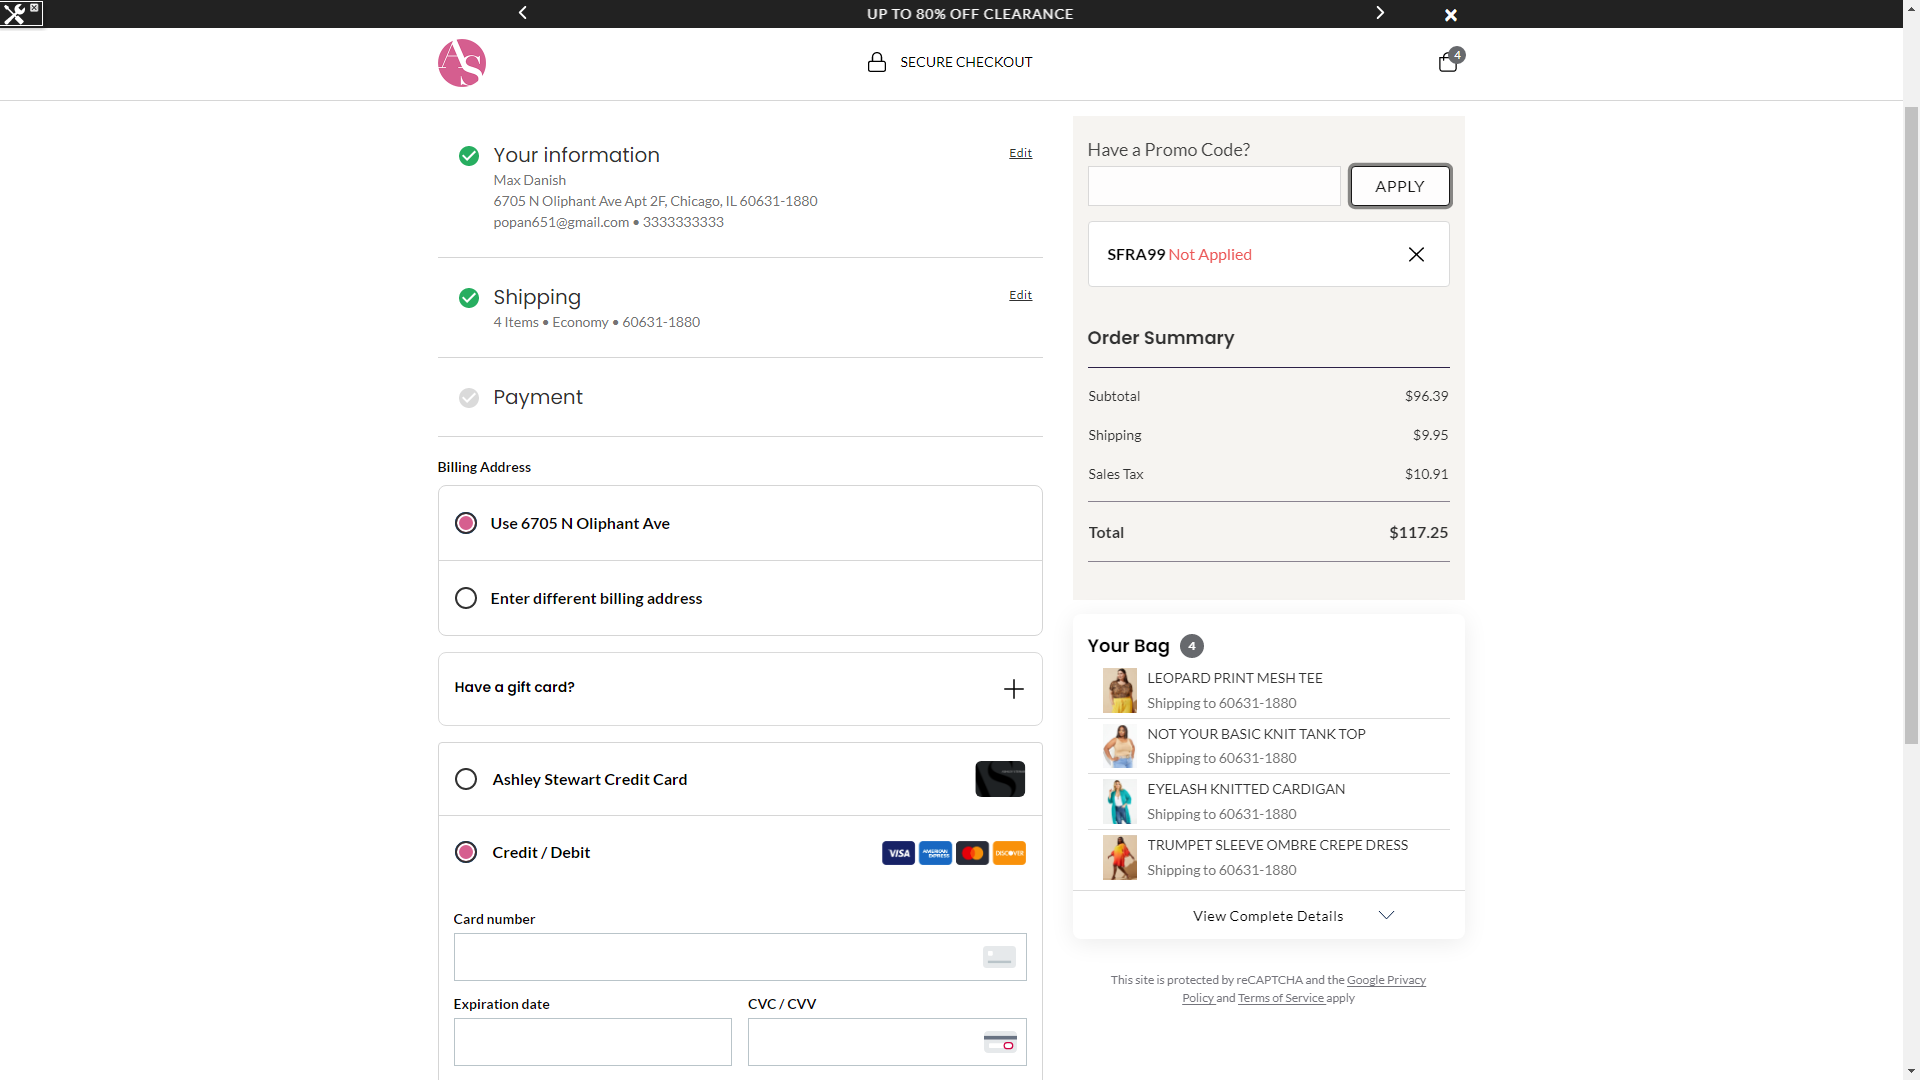 UP TO 80% OFF CLEARANCE
AS
SECURE CHECKOUT
4
Your information
Edit
Max Danish
6705 N Oliphant Ave Apt 2F, Chicago, IL 60631-1880
popan651@gmail.com • 3333333333
Shipping
Edit
4 Items • Economy • 60631-1880
Payment
Billing Address
Use 6705 N Oliphant Ave
Enter different billing address
Have a gift card?
Ashley Stewart Credit Card
Credit / Debit
VISA
AMERICAN EXPRESS
DISCOVER
Card number
Expiration date
CVC / CVV
Have a Promo Code?
APPLY
SFRA99 Not Applied
Order Summary
Subtotal $96.39
Shipping $9.95
Sales Tax $10.91
Total $117.25
Your Bag 4
LEOPARD PRINT MESH TEE
Shipping to 60631-1880
NOT YOUR BASIC KNIT TANK TOP
Shipping to 60631-1880
EYELASH KNITTED CARDIGAN
Shipping to 60631-1880
TRUMPET SLEEVE OMBRE CREPE DRESS
Shipping to 60631-1880
View Complete Details
This site is protected by reCAPTCHA and the Google Privacy
Policy and Terms of Service apply